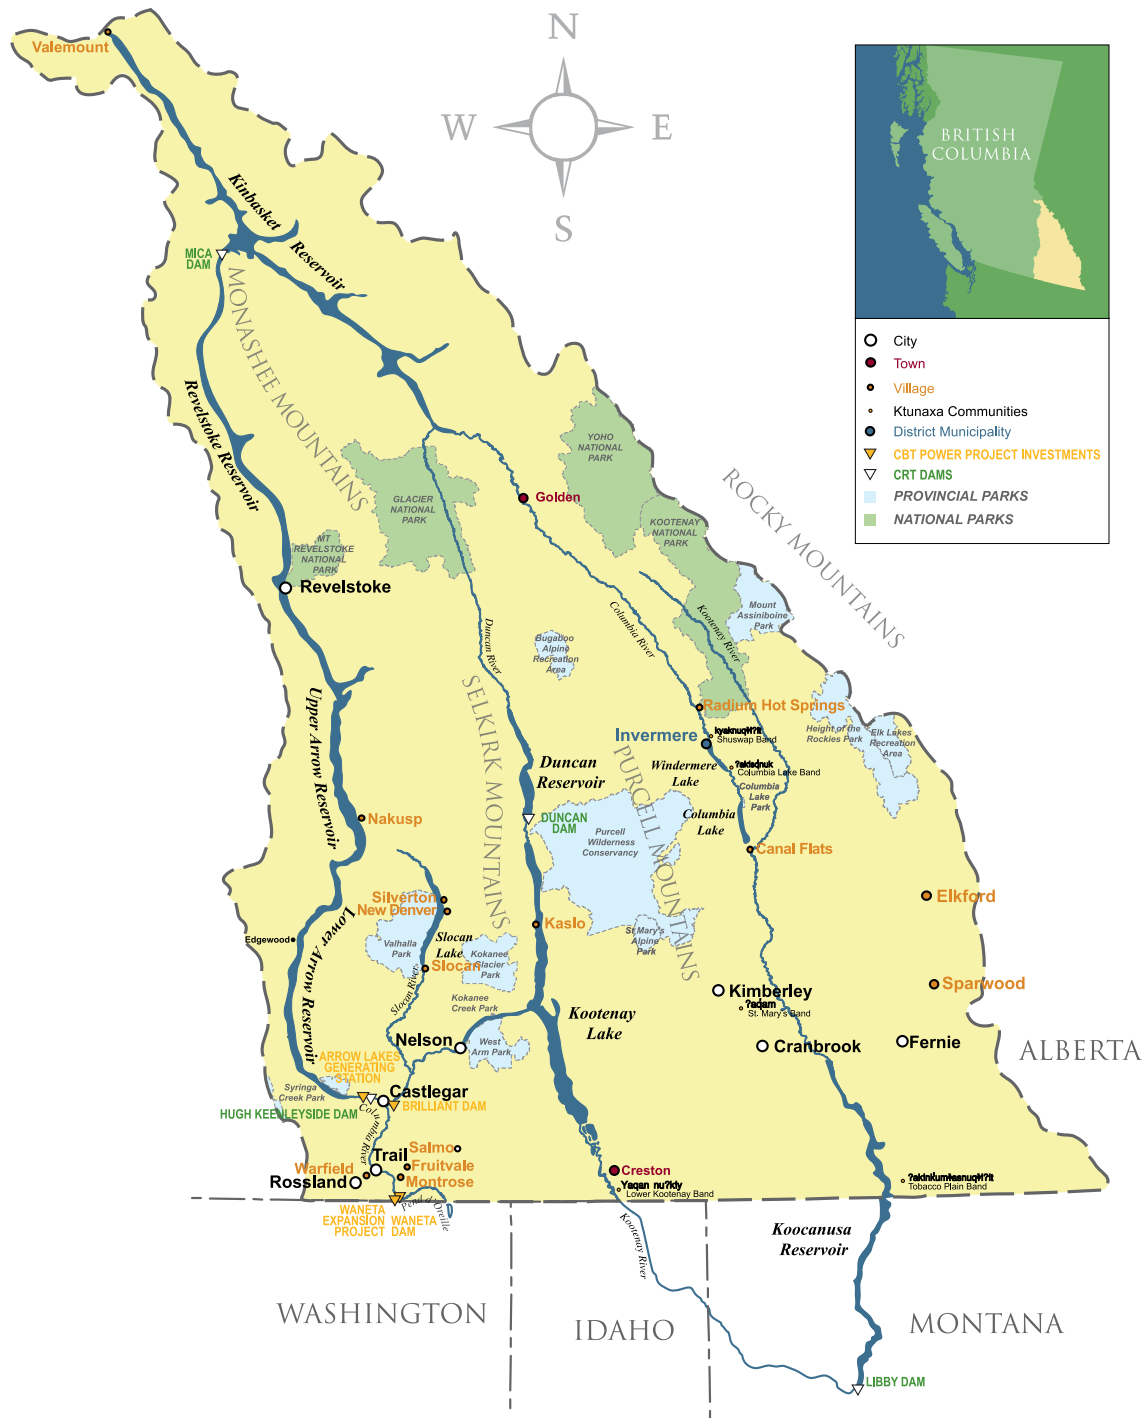 N
W
E
S
Valemount
Kinbasket
Reservoir
MICA
DAM
MONASHEE MOUNTAINS
Revelstoke Reservoir
BRITISH
COLUMBIA
City
Town
Village
Ktunaxa Communities
District Municipality
CBT POWER PROJECT INVESTMENTS
CRT DAMS
PROVINCIAL PARKS
NATIONAL PARKS
YOHO
NATIONAL
PARK
ROCKY MOUNTAINS
GLACIER
NATIONAL
PARK
Golden
KOOTENAY
NATIONAL
PARK
MT
REVELSTOKE
NATIONAL
PARK
Revelstoke
Mount
Assiniboine
Park
Columbia River
Kootenay River
Duncan River
Bugaboo
Alpine
Recreation
Area
SELKIRK MOUNTAINS
Upper Arrow Reservoir
Radium Hot Springs
Invermere
Shuswap Band
Height of the
Rockies Park
Elk Lakes
Recreation
Area
Windermere
Lake
Columbia Lake Band
Columbia
Lake
Park
Duncan
Reservoir
PURCELL MOUNTAINS
Nakusp
DUNCAN
DAM
Purcell
Wilderness
Conservancy
Columbia
Lake
Canal Flats
Silverton
New Denver
Elkford
Kaslo
Lower Arrow Reservoir
Edgewood
Valhalla
Park
Slocan
Lake
Kokanee
Glacier
Park
St Mary's
Alpine
Park
Slocan
Slocan River
Sparwood
Kimberley
?aqam
St. Mary's Band
Kokanee
Creek Park
Kootenay
Lake
Nelson
West
Arm Park
Cranbrook
Fernie
ALBERTA
ARROW LAKES
GENERATING
STATION
Syringa
Creek Park
Castlegar
HUGH KEENLEYSIDE DAM
BRILLIANT DAM
Columbia River
Salmo
Trail
Fruitvale
Warfield
Montrose
Rossland
Creston
Yaqan nu?kiy
Lower Kootenay Band
Tobacco Plain Band
WANETA
EXPANSION
PROJECT
WANETA
DAM
Pend d'Oreille
Kootenay River
Koocanusa
Reservoir
WASHINGTON
IDAHO
MONTANA
LIBBY DAM